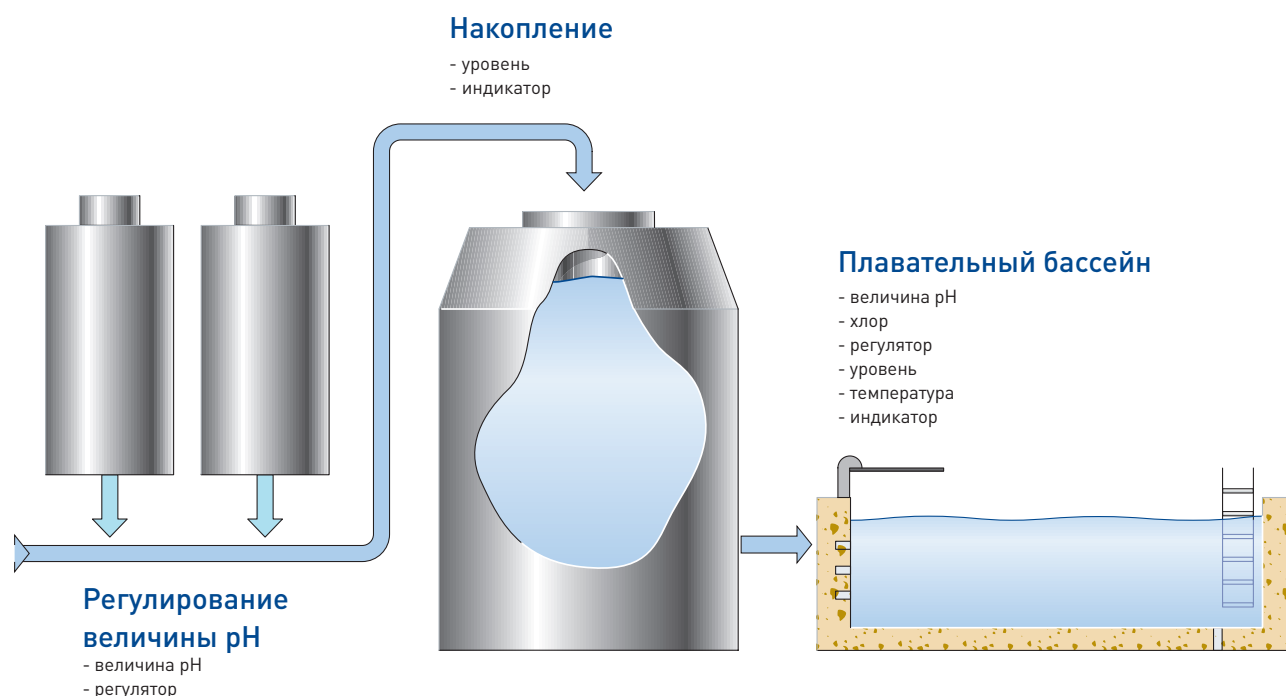 Накопление
- уровень
- индикатор
Плавательный бассейн
- величина pH
- хлор
- регулятор
- уровень
- температура
- индикатор
Регулирование
величины pH
- величина pH
- регулятор